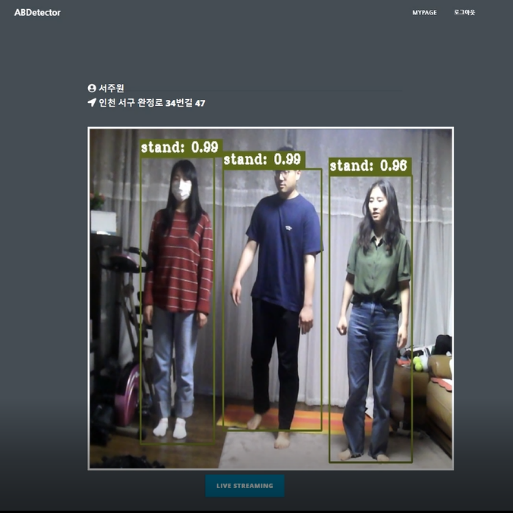 ABDetector
MYPAGE 로그아웃
서주원
인천 서구 완정로 34번길 47
stand: 0.99
stand: 0.99
stand: 0.96
LIVE STREAMING